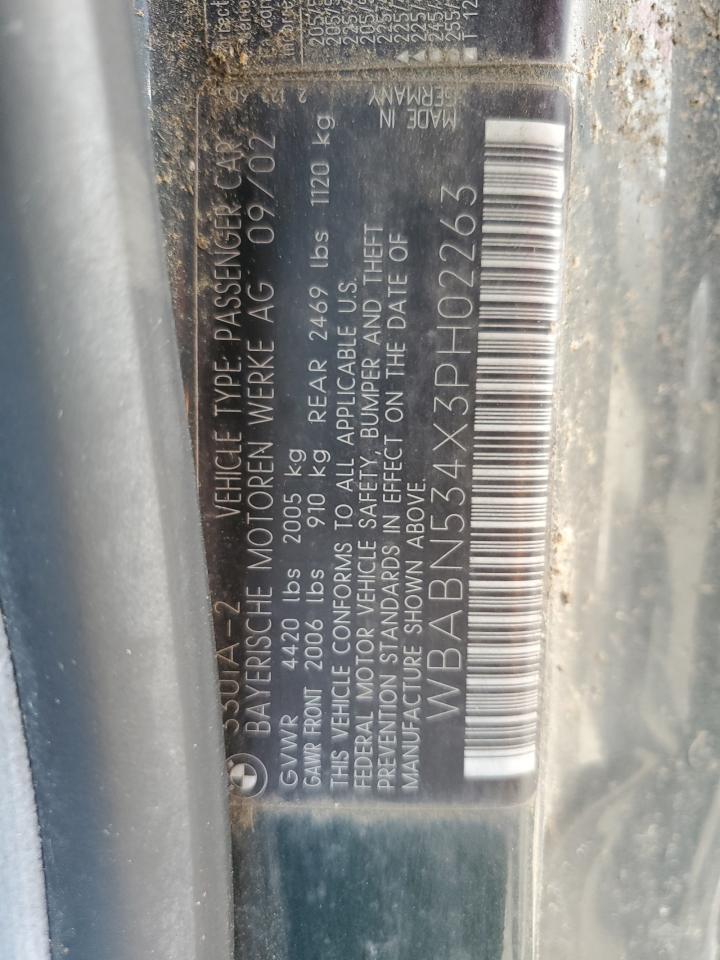 330iA-2 VEHICLE TYPE: PASSENGER CAR
BAYERISCHE MOTOREN WERKE AG 09/02
GVWR 4420 lbs 2005 kg
GAWR FRONT 2006 lbs 910 kg REAR 2469 lbs 1120 kg
THIS VEHICLE CONFORMS TO ALL APPLICABLE U.S.
FEDERAL MOTOR VEHICLE SAFETY, BUMPER AND THEFT
PREVENTION STANDARDS IN EFFECT ON THE DATE OF
MANUFACTURE SHOWN ABOVE.
MADE IN
GERMANY
WBABN534X3PH02263